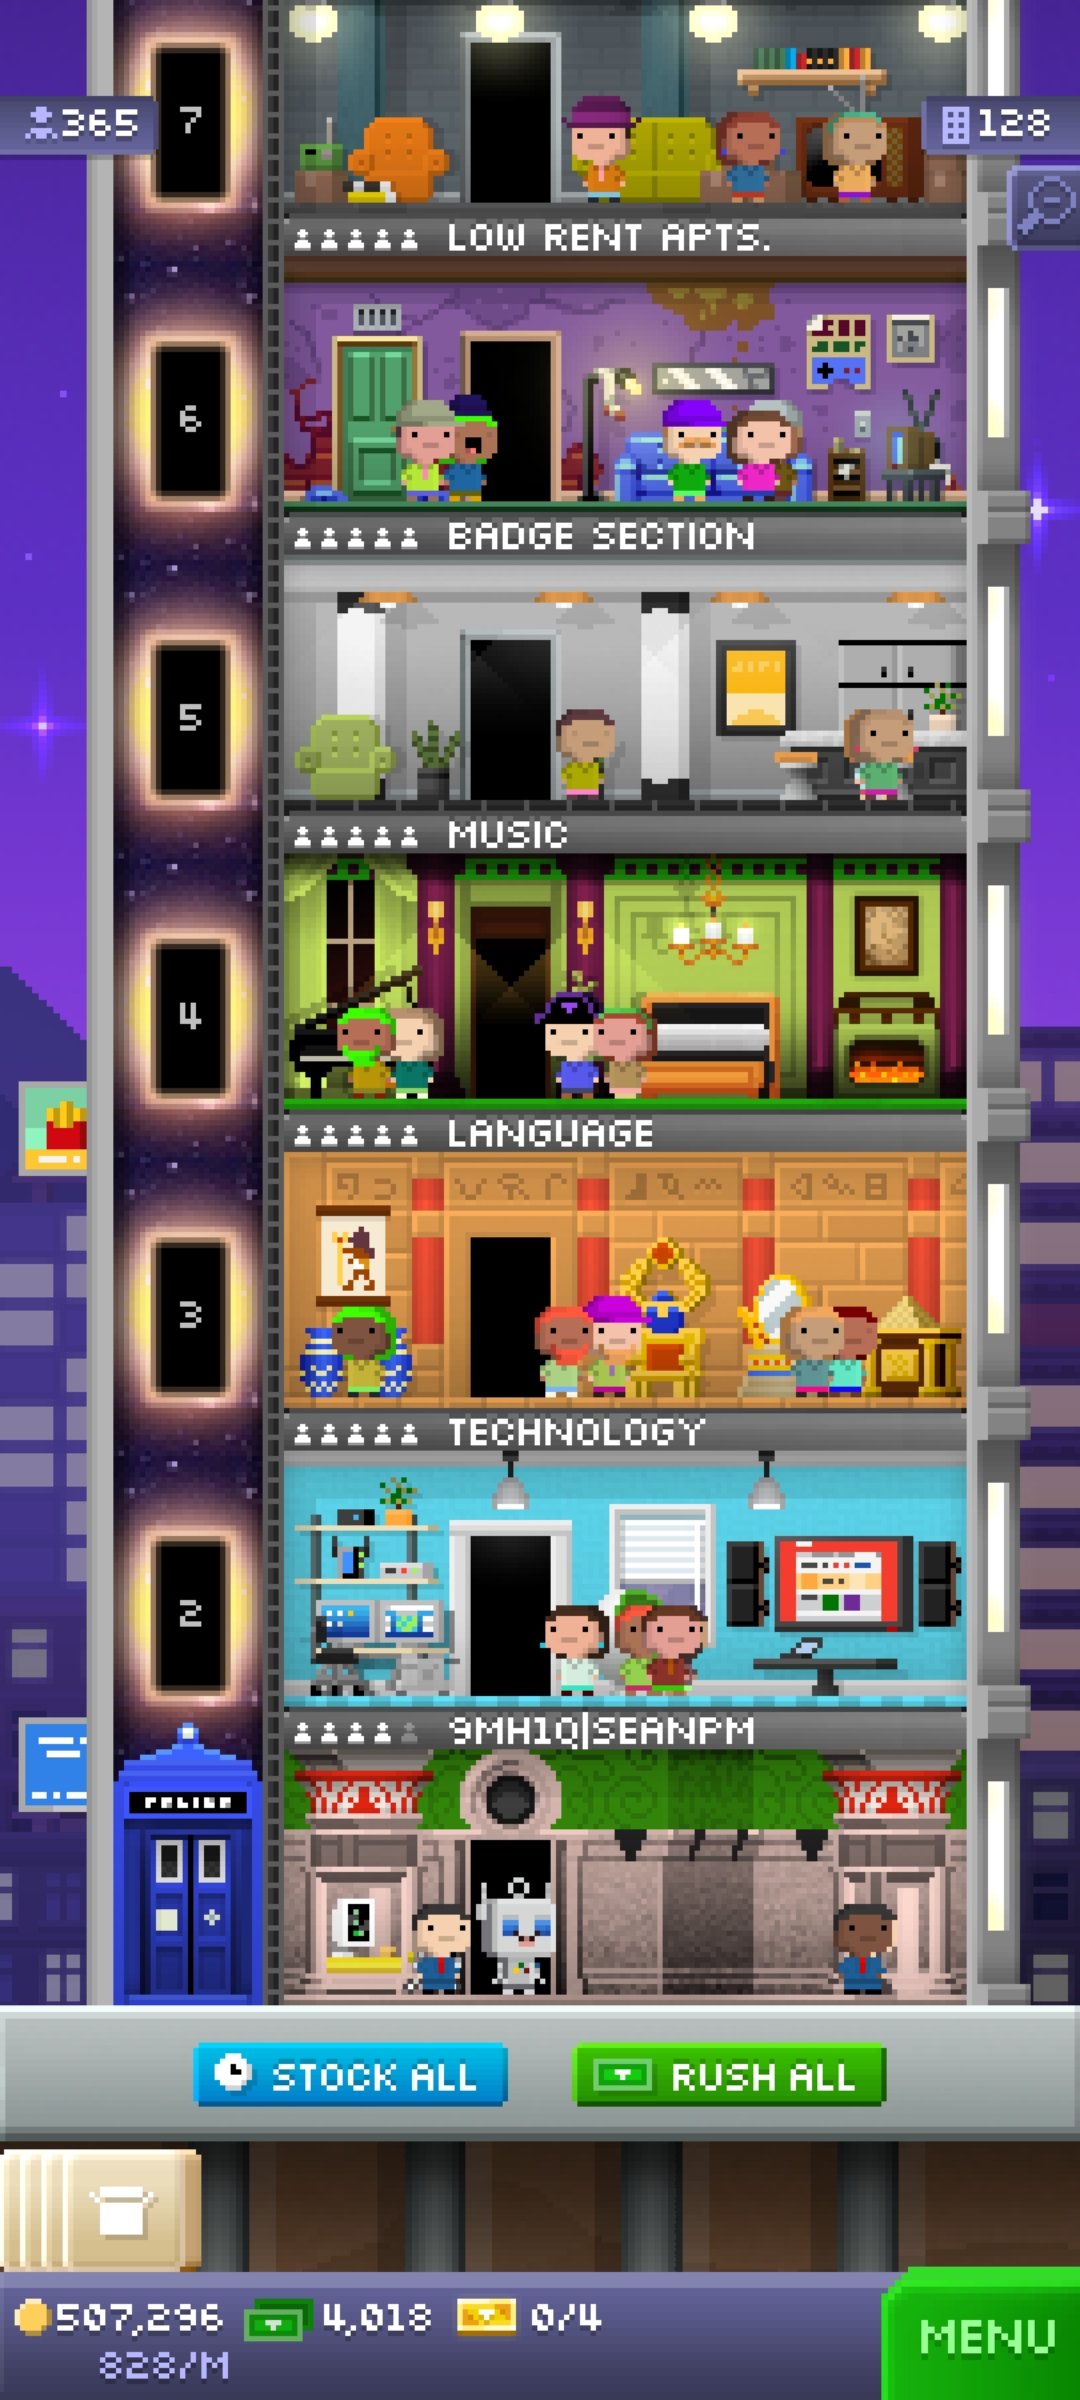 7
365
128
LOW RENT APTS.
6
BADGE SECTION
5
MUSIC
4
LANGUAGE
3
TECHNOLOGY
2
9MH1Q|SEANPM
POLICE
STOCK ALL
RUSH ALL
507,296
4,018
0/4
828/M
MENU